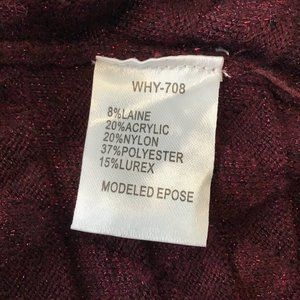 WHY-708
8%LAINE
20%ACRYLIC
20%NYLON
37%POLYESTER
15%LUREX
MODELED EPOSE